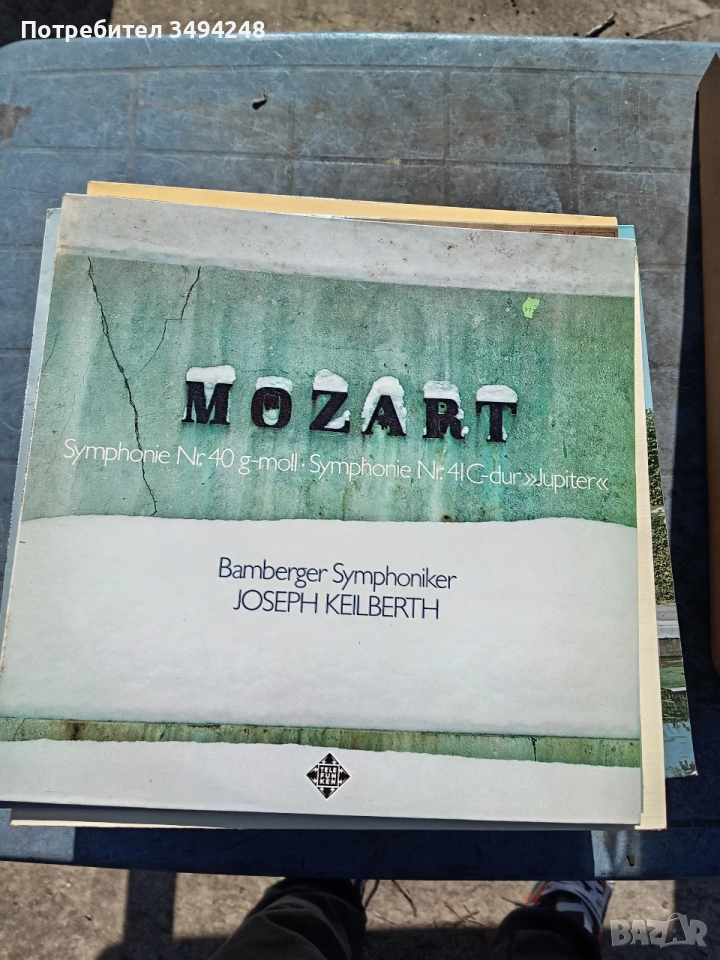 Потребител 3494248
MOZART
Symphonie Nr. 40 g-moll · Symphonie Nr. 41 C-dur »Jupiter«
Bamberger Symphoniker
JOSEPH KEILBERTH
TELE
FUN
KEN
BAZAR